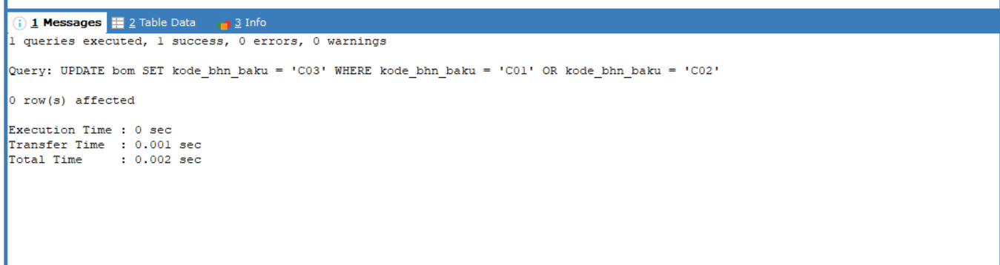 1 Messages 2 Table Data 3 Info
1 queries executed, 1 success, 0 errors, 0 warnings
Query: UPDATE bom SET kode_bhn_baku = 'C03' WHERE kode_bhn_baku = 'C01' OR kode_bhn_baku = 'C02'
0 row(s) affected
Execution Time : 0 sec
Transfer Time  : 0.001 sec
Total Time     : 0.002 sec